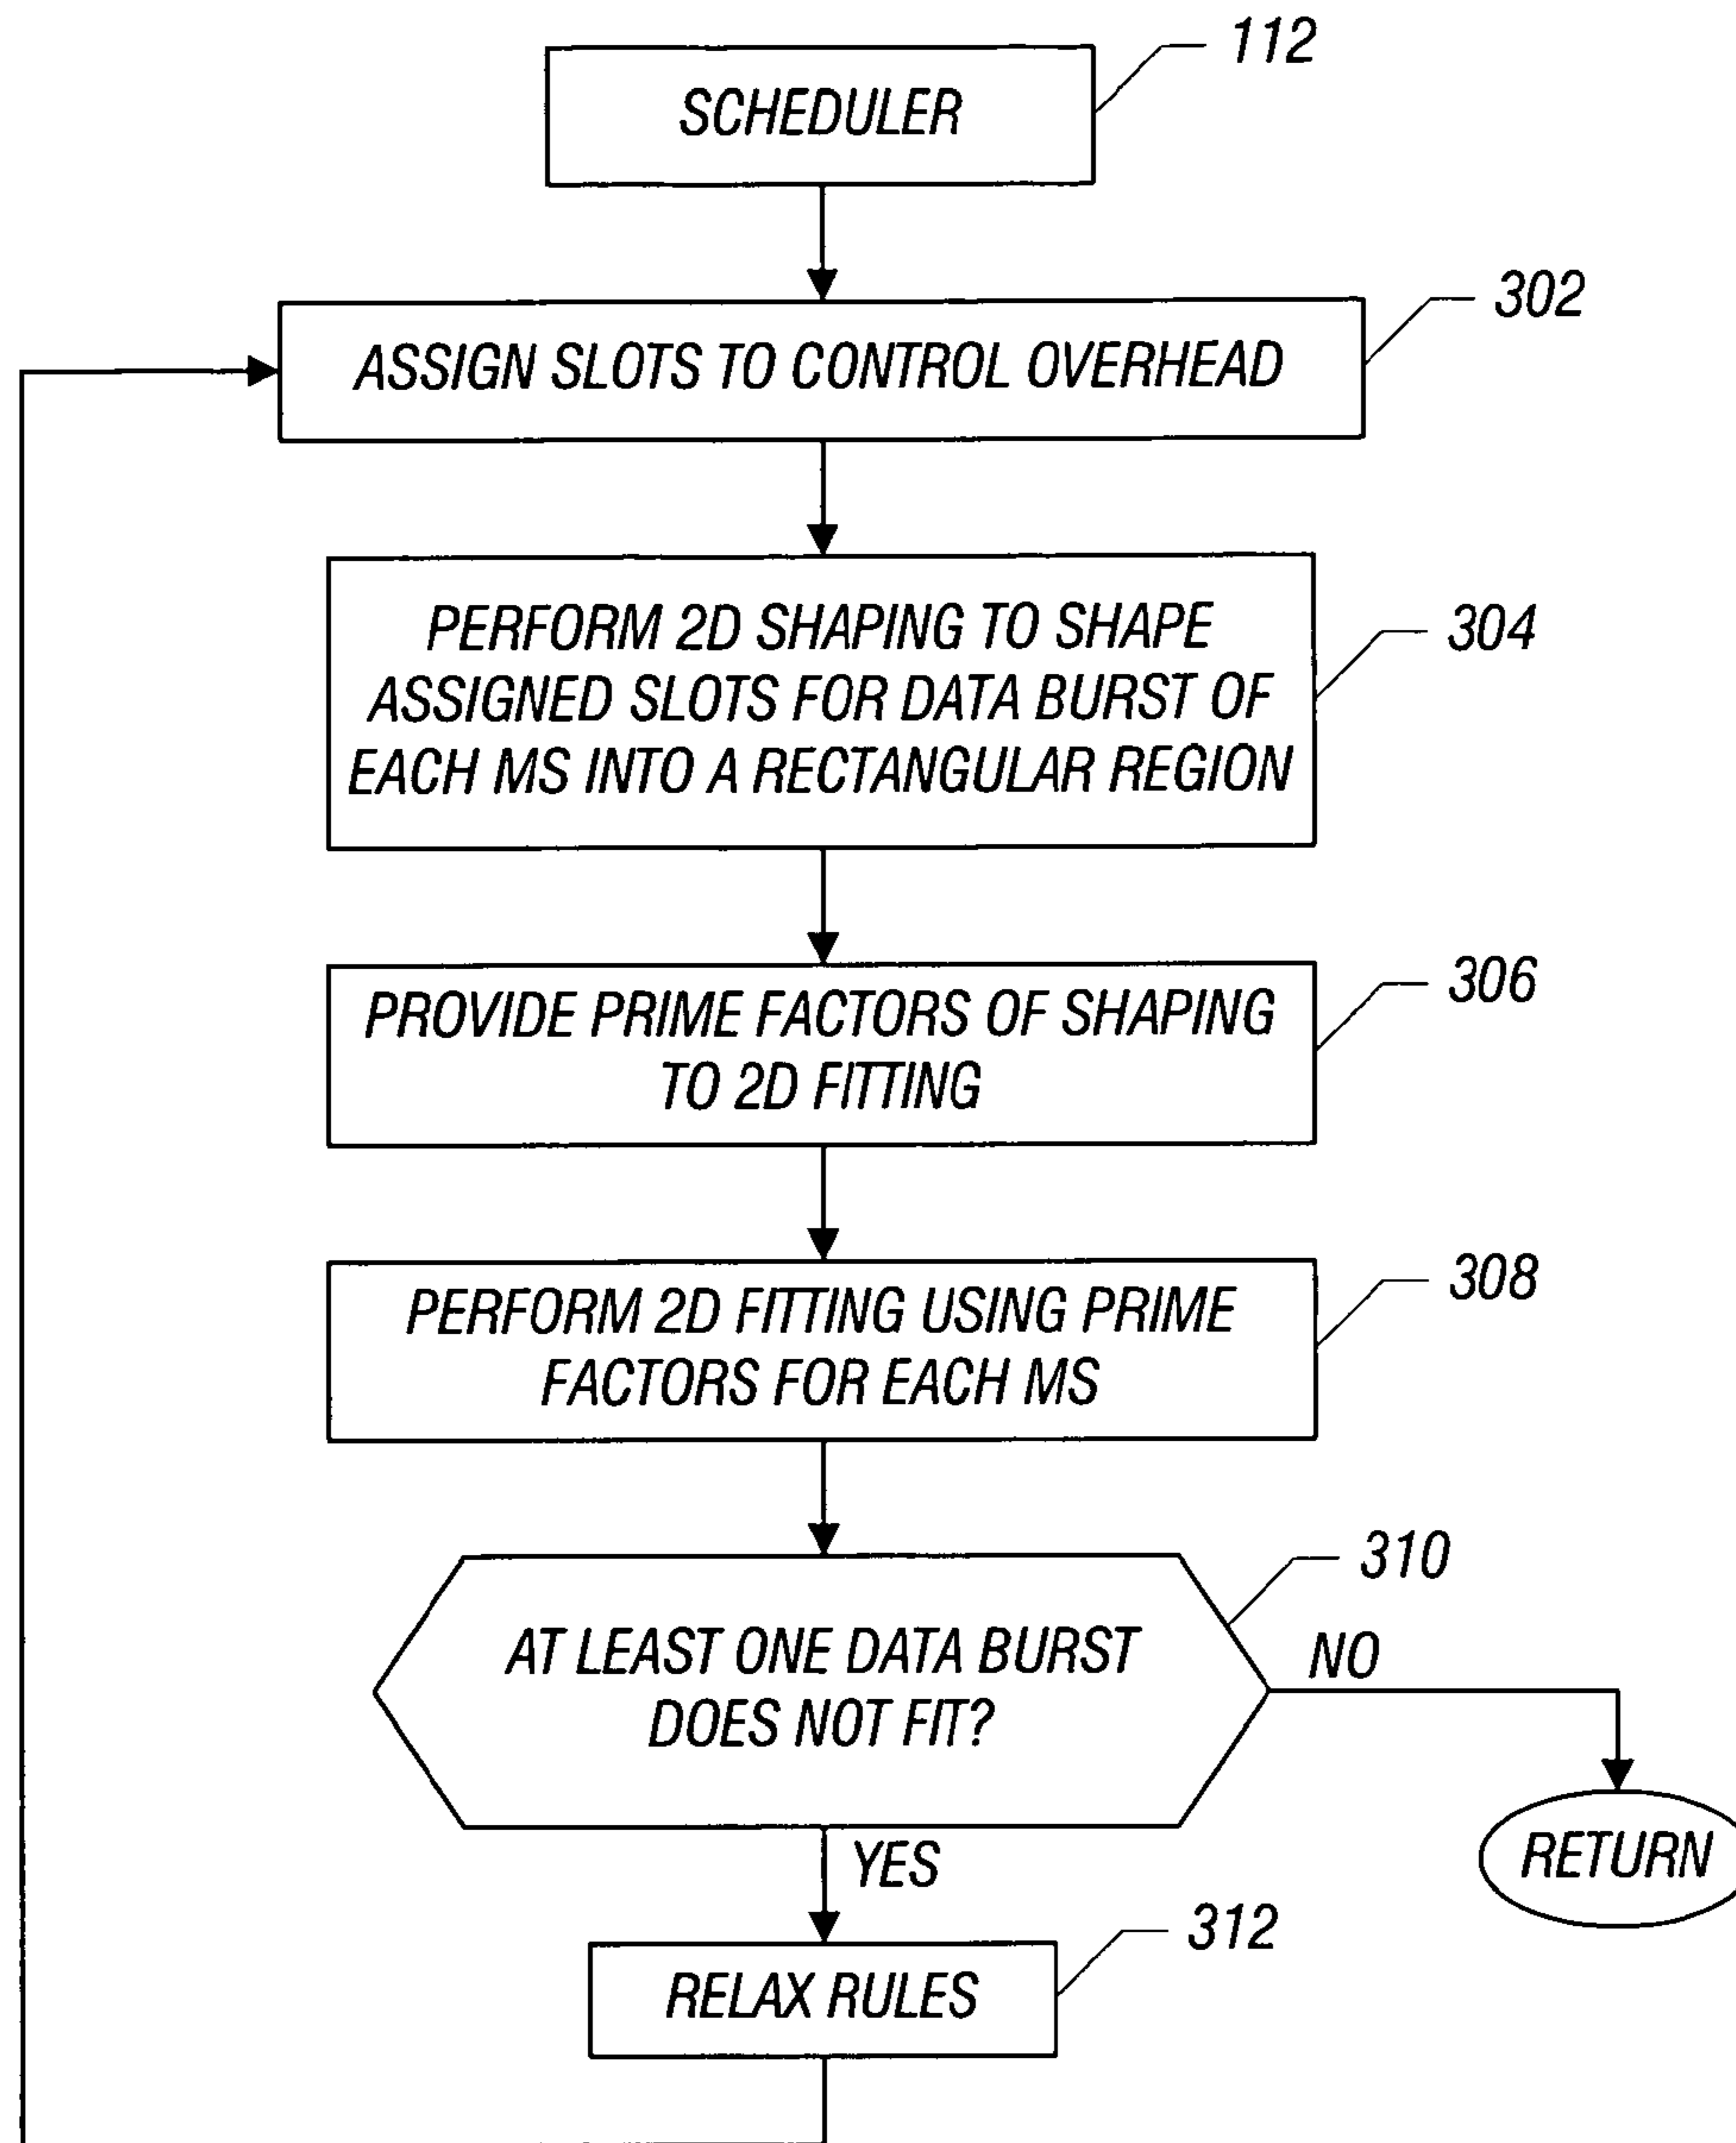 112
SCHEDULER
302
ASSIGN SLOTS TO CONTROL OVERHEAD
304
PERFORM 2D SHAPING TO SHAPE
ASSIGNED SLOTS FOR DATA BURST OF
EACH MS INTO A RECTANGULAR REGION
306
PROVIDE PRIME FACTORS OF SHAPING
TO 2D FITTING
308
PERFORM 2D FITTING USING PRIME
FACTORS FOR EACH MS
310
AT LEAST ONE DATA BURST
DOES NOT FIT?
NO
RETURN
YES
312
RELAX RULES